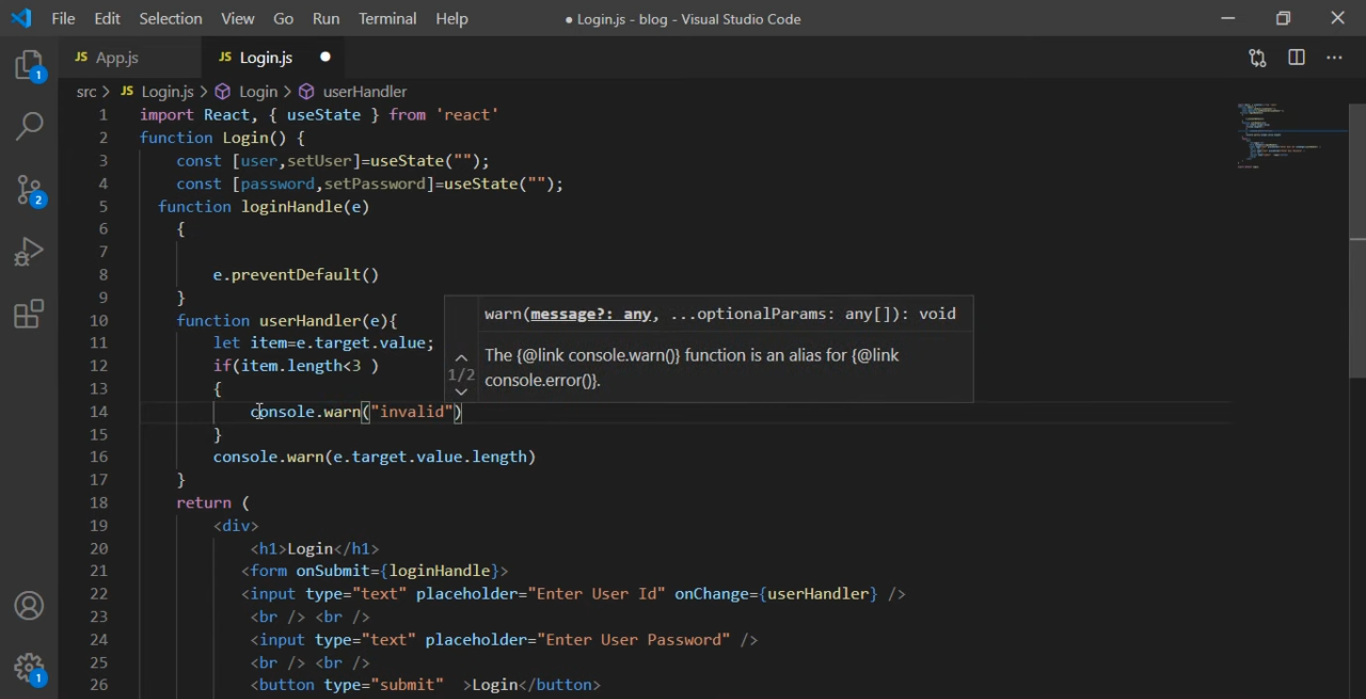 File Edit Selection View Go Run Terminal Help
● Login.js - blog - Visual Studio Code
JS App.js
JS Login.js ●
src > JS Login.js > Login > userHandler
1 import React, { useState } from 'react'
2 function Login() {
3 const [user,setUser]=useState("");
4 const [password,setPassword]=useState("");
5 function loginHandle(e)
6 {
7
8 e.preventDefault()
9 }
10 function userHandler(e){
11 let item=e.target.value;
12 if(item.length<3 )
13 {
14 console.warn("invalid")
15 }
16 console.warn(e.target.value.length)
17 }
18 return (
19 <div>
20 <h1>Login</h1>
21 <form onSubmit={loginHandle}>
22 <input type="text" placeholder="Enter User Id" onChange={userHandler} />
23 <br /> <br />
24 <input type="text" placeholder="Enter User Password" />
25 <br /> <br />
26 <button type="submit" >Login</button>
warn(message?: any, ...optionalParams: any[]): void
1/2
The {@link console.warn()} function is an alias for {@link
console.error()}.
1
2
1